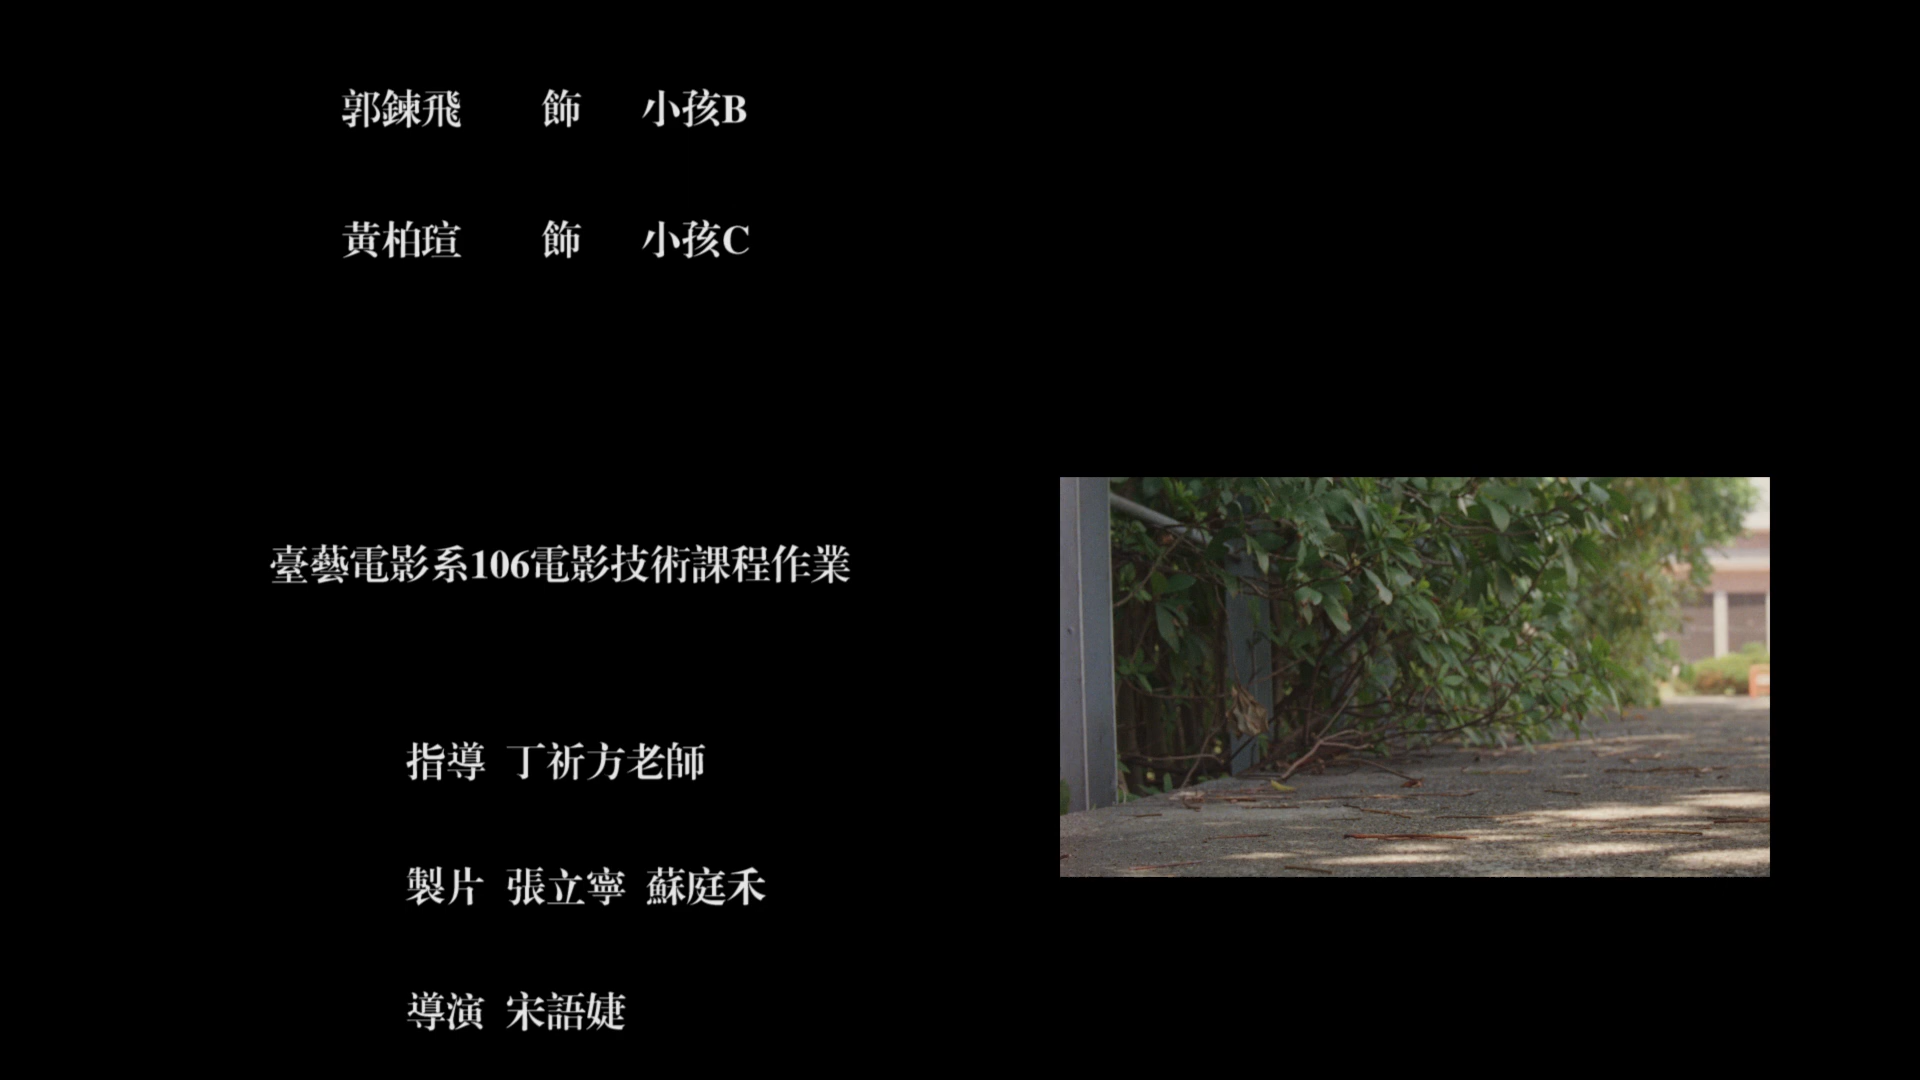 郭鍊飛 飾 小孩B
黃柏瑄 飾 小孩C
臺藝電影系106電影技術課程作業
指導 丁祈方老師
製片 張立寧 蘇庭禾
導演 宋語婕